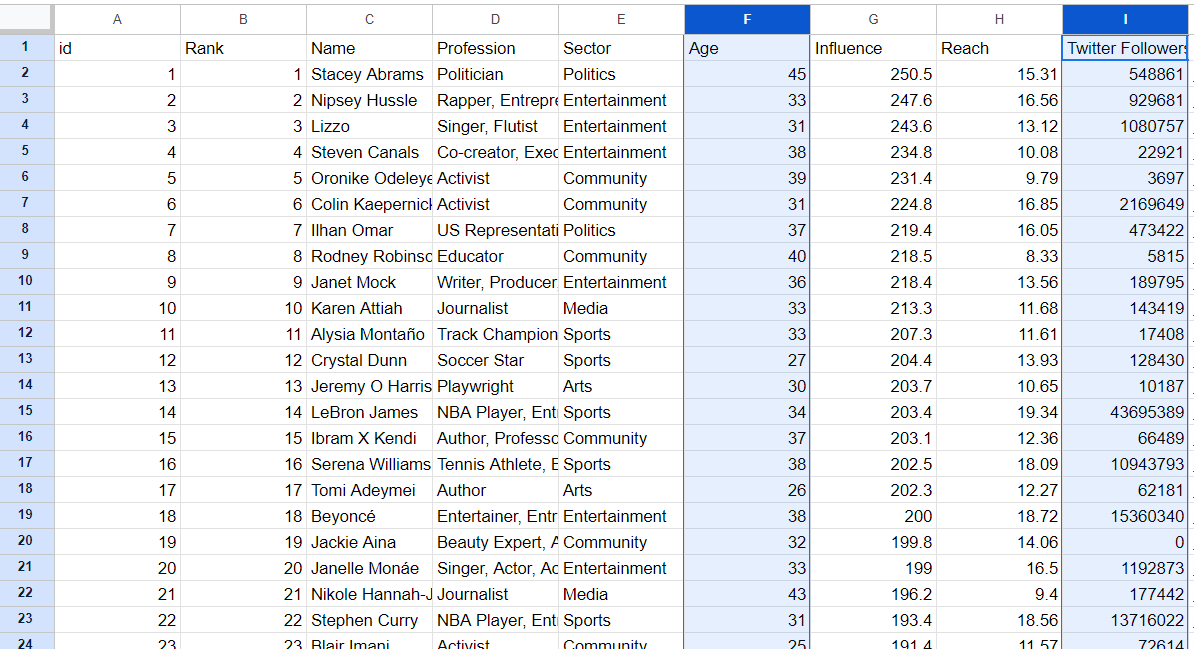 A B C D E F G H I
1 id Rank Name Profession Sector Age Influence Reach Twitter Followers
2 1 1 Stacey Abrams Politician Politics 45 250.5 15.31 548861
3 2 2 Nipsey Hussle Rapper, Entrepre Entertainment 33 247.6 16.56 929681
4 3 3 Lizzo Singer, Flutist Entertainment 31 243.6 13.12 1080757
5 4 4 Steven Canals Co-creator, Exec Entertainment 38 234.8 10.08 22921
6 5 5 Oronike Odeleye Activist Community 39 231.4 9.79 3697
7 6 6 Colin Kaepernick Activist Community 31 224.8 16.85 2169649
8 7 7 Ilhan Omar US Representati Politics 37 219.4 16.05 473422
9 8 8 Rodney Robinso Educator Community 40 218.5 8.33 5815
10 9 9 Janet Mock Writer, Producer, Entertainment 36 218.4 13.56 189795
11 10 10 Karen Attiah Journalist Media 33 213.3 11.68 143419
12 11 11 Alysia Montaño Track Champion Sports 33 207.3 11.61 17408
13 12 12 Crystal Dunn Soccer Star Sports 27 204.4 13.93 128430
14 13 13 Jeremy O Harris Playwright Arts 30 203.7 10.65 10187
15 14 14 LeBron James NBA Player, Ent Sports 34 203.4 19.34 43695389
16 15 15 Ibram X Kendi Author, Professo Community 37 203.1 12.36 66489
17 16 16 Serena Williams Tennis Athlete, E Sports 38 202.5 18.09 10943793
18 17 17 Tomi Adeymei Author Arts 26 202.3 12.27 62181
19 18 18 Beyoncé Entertainer, Entr Entertainment 38 200 18.72 15360340
20 19 19 Jackie Aina Beauty Expert, A Community 32 199.8 14.06 0
21 20 20 Janelle Monáe Singer, Actor, Ac Entertainment 33 199 16.5 1192873
22 21 21 Nikole Hannah-J Journalist Media 43 196.2 9.4 177442
23 22 22 Stephen Curry NBA Player, Ent Sports 31 193.4 18.56 13716022
24 23 23 Blair Imani Activist Community 25 191.4 11.57 72614